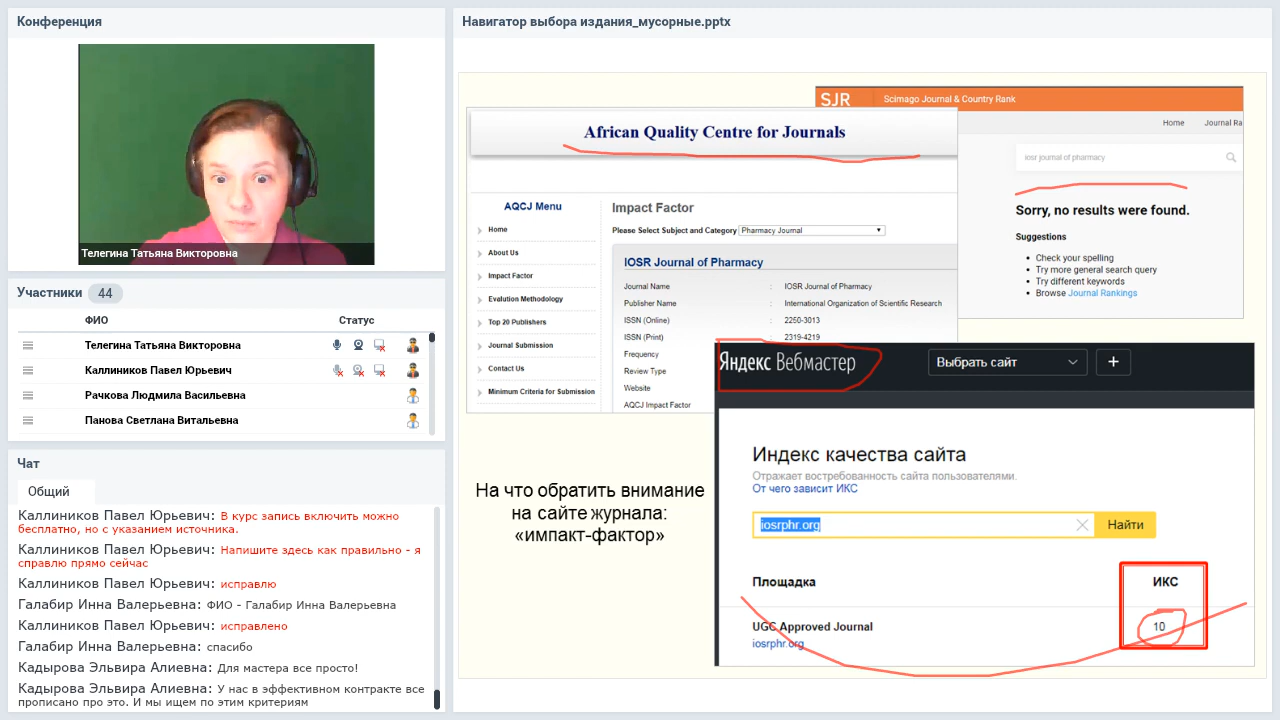 Конференция
Телегина Татьяна Викторовна
Участники 44
ФИО Статус
Телегина Татьяна Викторовна
Каллиников Павел Юрьевич
Рачкова Людмила Васильевна
Панова Светлана Витальевна
Чат
Общий
Каллиников Павел Юрьевич: В курс запись включить можно
бесплатно, но с указанием источника.
Каллиников Павел Юрьевич: Напишите здесь как правильно - я
справлю прямо сейчас
Каллиников Павел Юрьевич: исправлю
Галабир Инна Валерьевна: ФИО - Галабир Инна Валерьевна
Каллиников Павел Юрьевич: исправлено
Галабир Инна Валерьевна: спасибо
Кадырова Эльвира Алиевна: Для мастера все просто!
Кадырова Эльвира Алиевна: У нас в эффективном контракте все
прописано про это. И мы ищем по этим критериям
Навигатор выбора издания_мусорные.pptx
African Quality Centre for Journals
AQCJ Menu
Home
About Us
Impact Factor
Evalution Methodology
Top 20 Publishers
Journal Submission
Contact Us
Minimum Criteria for Submission
Impact Factor
Please Select Subject and Category Pharmacy Journal
IOSR Journal of Pharmacy
Journal Name : IOSR Journal of Pharmacy
Publisher Name : International Organization of Scientific Research
ISSN (Online) : 2250-3013
ISSN (Print) : 2319-4219
Frequency
Review Type
Website
AQCJ Impact Factor
SJR Scimago Journal & Country Rank
Home Journal Ra
iosr journal of pharmacy
Sorry, no results were found.
Suggestions
Check your spelling
Try more general search query
Try different keywords
Browse Journal Rankings
На что обратить внимание
на сайте журнала:
«импакт-фактор»
Яндекс Вебмастер
Выбрать сайт
+
Индекс качества сайта
Отражает востребованность сайта пользователями.
От чего зависит ИКС
iosrphr.org Найти
Площадка ИКС
UGC Approved Journal 10
iosrphr.org